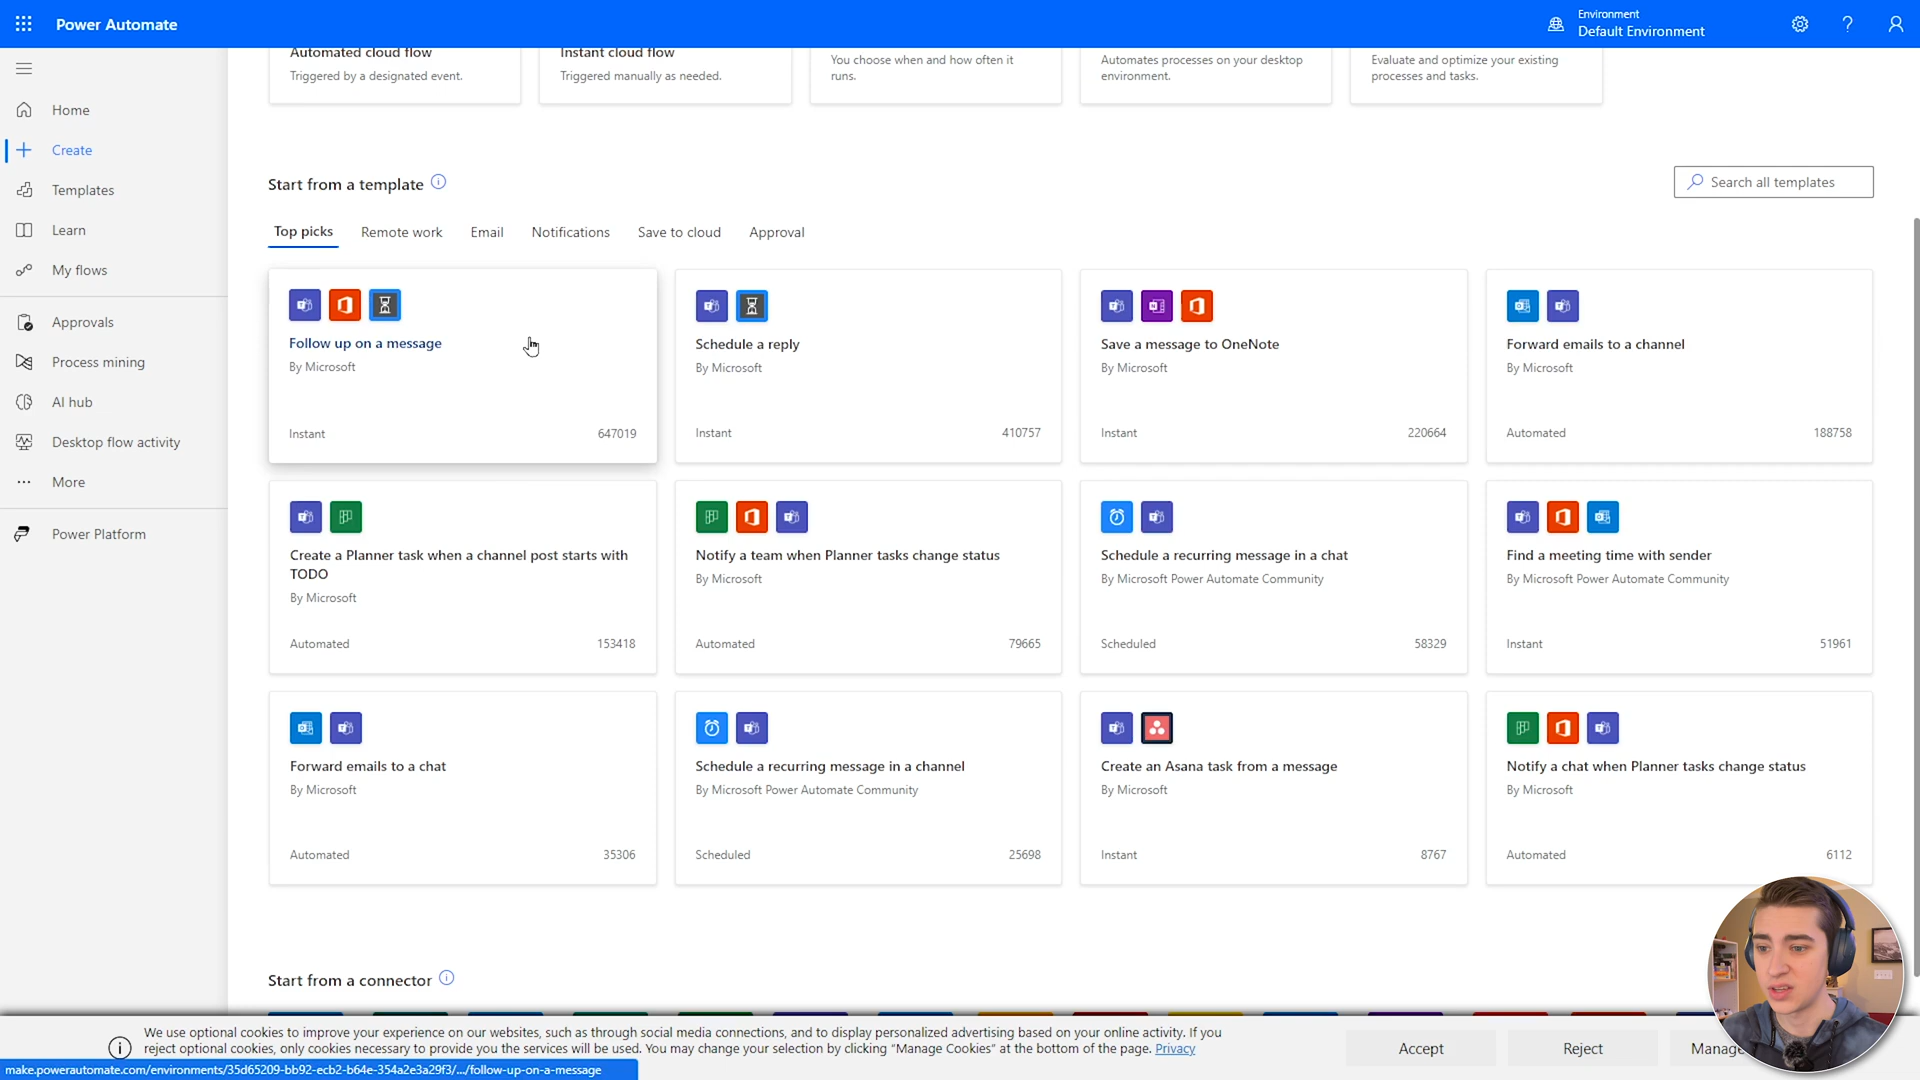 Power Automate
Environment
Default Environment
?
Home
Create
Templates
Learn
My flows
Approvals
Process mining
AI hub
Desktop flow activity
More
Power Platform
Automated cloud flow
Triggered by a designated event.
Instant cloud flow
Triggered manually as needed.
You choose when and how often it
runs.
Automates processes on your desktop
environment.
Evaluate and optimize your existing
processes and tasks.
Start from a template
Search all templates
Top picks
Remote work
Email
Notifications
Save to cloud
Approval
Follow up on a message
By Microsoft
Instant
647019
Schedule a reply
By Microsoft
Instant
410757
Save a message to OneNote
By Microsoft
Instant
220664
Forward emails to a channel
By Microsoft
Automated
188758
Create a Planner task when a channel post starts with
TODO
By Microsoft
Automated
153418
Notify a team when Planner tasks change status
By Microsoft
Automated
79665
Schedule a recurring message in a chat
By Microsoft Power Automate Community
Scheduled
58329
Find a meeting time with sender
By Microsoft Power Automate Community
Instant
51961
Forward emails to a chat
By Microsoft
Automated
35306
Schedule a recurring message in a channel
By Microsoft Power Automate Community
Scheduled
25698
Create an Asana task from a message
By Microsoft
Instant
8767
Notify a chat when Planner tasks change status
By Microsoft
Automated
6112
Start from a connector
We use optional cookies to improve your experience on our websites, such as through social media connections, and to display personalized advertising based on your online activity. If you
reject optional cookies, only cookies necessary to provide you the services will be used. You may change your selection by clicking “Manage Cookies” at the bottom of the page. Privacy
Accept
Reject
Manage
make.powerautomate.com/environments/35d65209-bb92-ecb2-b64e-354a2e3a29f3/.../follow-up-on-a-message